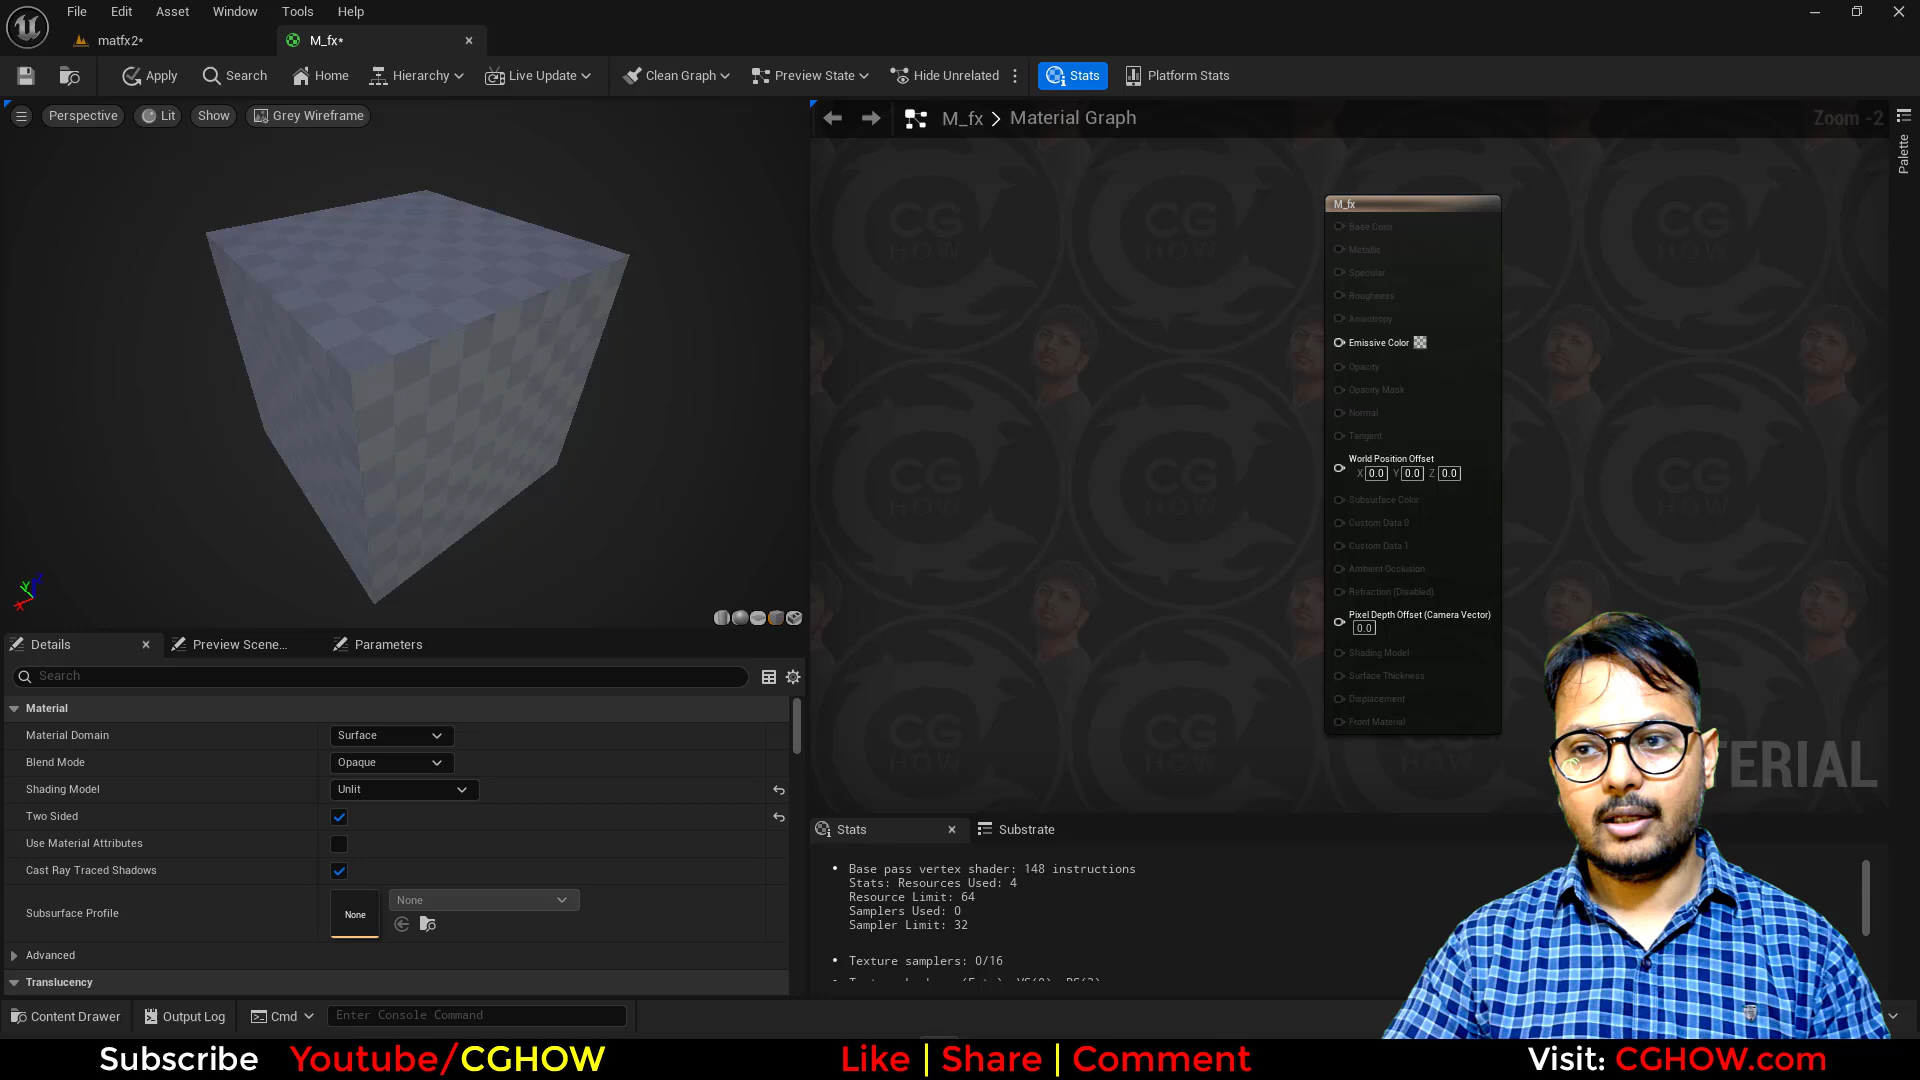 File Edit Asset Window Tools Help
matfx2*
M_fx*
Apply Search Home Hierarchy Live Update Clean Graph Preview State Hide Unrelated Stats Platform Stats
Perspective Lit Show Grey Wireframe
M_fx > Material Graph
Zoom -2
Palette
M_fx
Base Color
Metallic
Specular
Roughness
Anisotropy
Emissive Color
Opacity
Opacity Mask
Normal
Tangent
World Position Offset
X 0.0 Y 0.0 Z 0.0
Subsurface Color
Custom Data 0
Custom Data 1
Ambient Occlusion
Refraction (Disabled)
Pixel Depth Offset (Camera Vector)
0.0
Shading Model
Surface Thickness
Displacement
Front Material
CG HOW
Details
Preview Scene...
Parameters
Search
Material
Material Domain Surface
Blend Mode Opaque
Shading Model Unlit
Two Sided
Use Material Attributes
Cast Ray Traced Shadows
Subsurface Profile None None
Advanced
Translucency
Stats
Substrate
Base pass vertex shader: 148 instructions
Stats: Resources Used: 4
Resource Limit: 64
Samplers Used: 0
Sampler Limit: 32
Texture samplers: 0/16
Content Drawer Output Log Cmd Enter Console Command
Subscribe Youtube/CGHOW Like | Share | Comment Visit: CGHOW.com